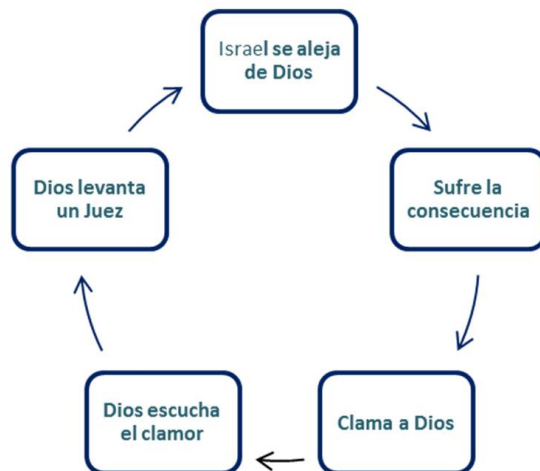 Israel se aleja
de Dios
Sufre la
consecuencia
Clama a Dios
Dios escucha
el clamor
Dios levanta
un Juez